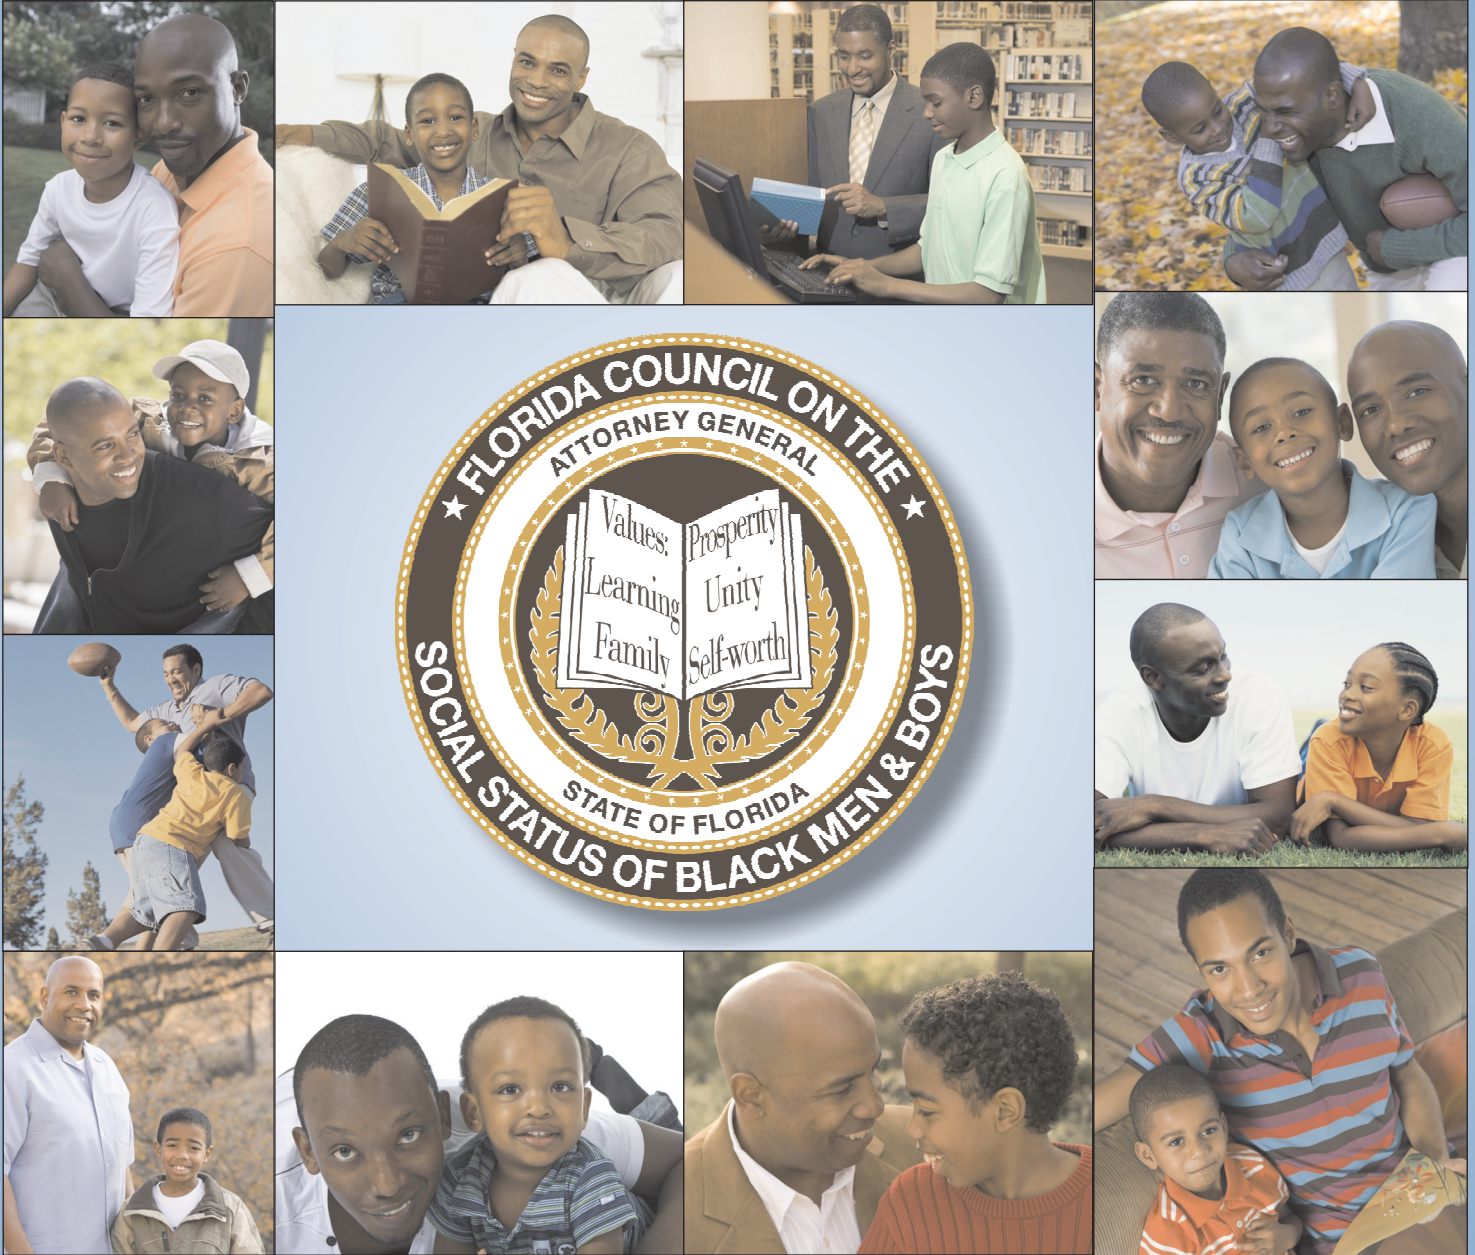 ★ FLORIDA COUNCIL ON THE ★
ATTORNEY GENERAL
Values:
Learning
Family
Prosperity
Unity
Self-worth
STATE OF FLORIDA
SOCIAL STATUS OF BLACK MEN & BOYS